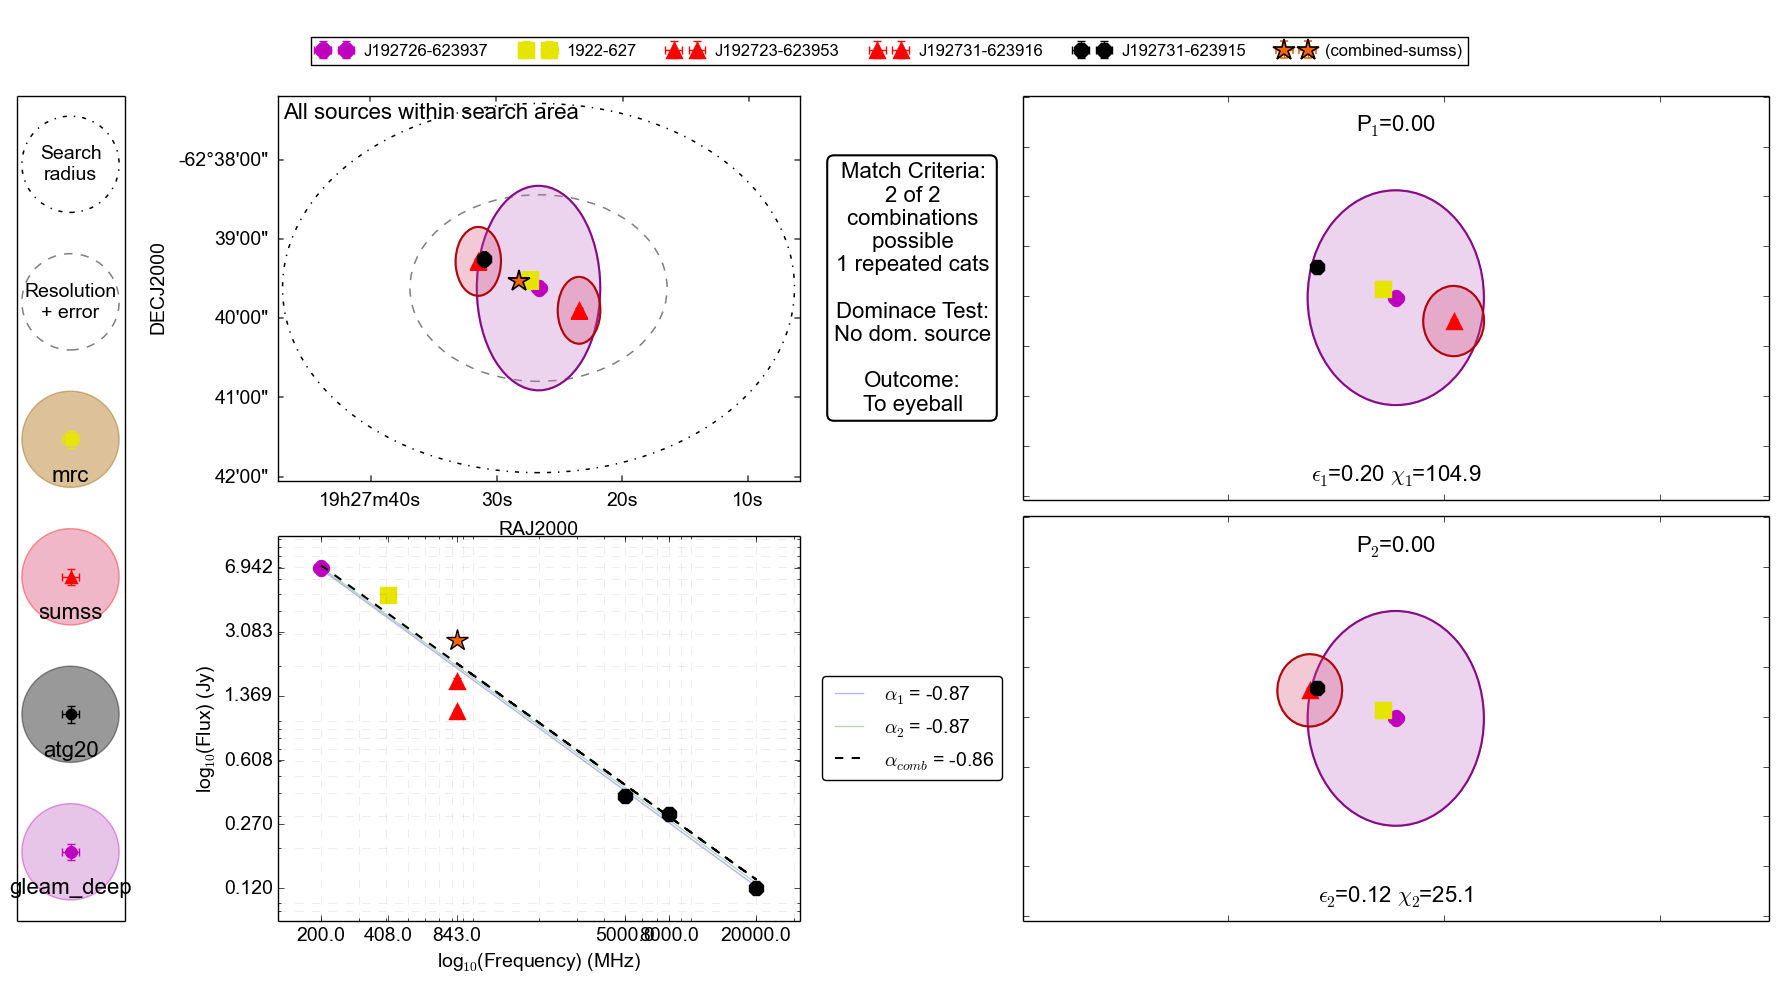 J192726-623937
1922-627
J192723-623953
J192731-623916
J192731-623915
(combined-sumss)
Search
radius
Resolution
+ error
mrc
sumss
atg20
gleam_deep
All sources within search area
DECJ2000
-62°38'00"
39'00"
40'00"
41'00"
42'00"
19h27m40s
30s
20s
10s
RAJ2000
Match Criteria:
2 of 2
combinations
possible
1 repeated cats
Dominace Test:
No dom. source
Outcome:
To eyeball
P1=0.00
ϵ1=0.20 χ1=104.9
log10(Flux) (Jy)
6.942
3.083
1.369
0.608
0.270
0.120
200.0
408.0
843.0
5000.0
8000.0
20000.0
log10(Frequency) (MHz)
α1 = -0.87
α2 = -0.87
αcomb = -0.86
P2=0.00
ϵ2=0.12 χ2=25.1